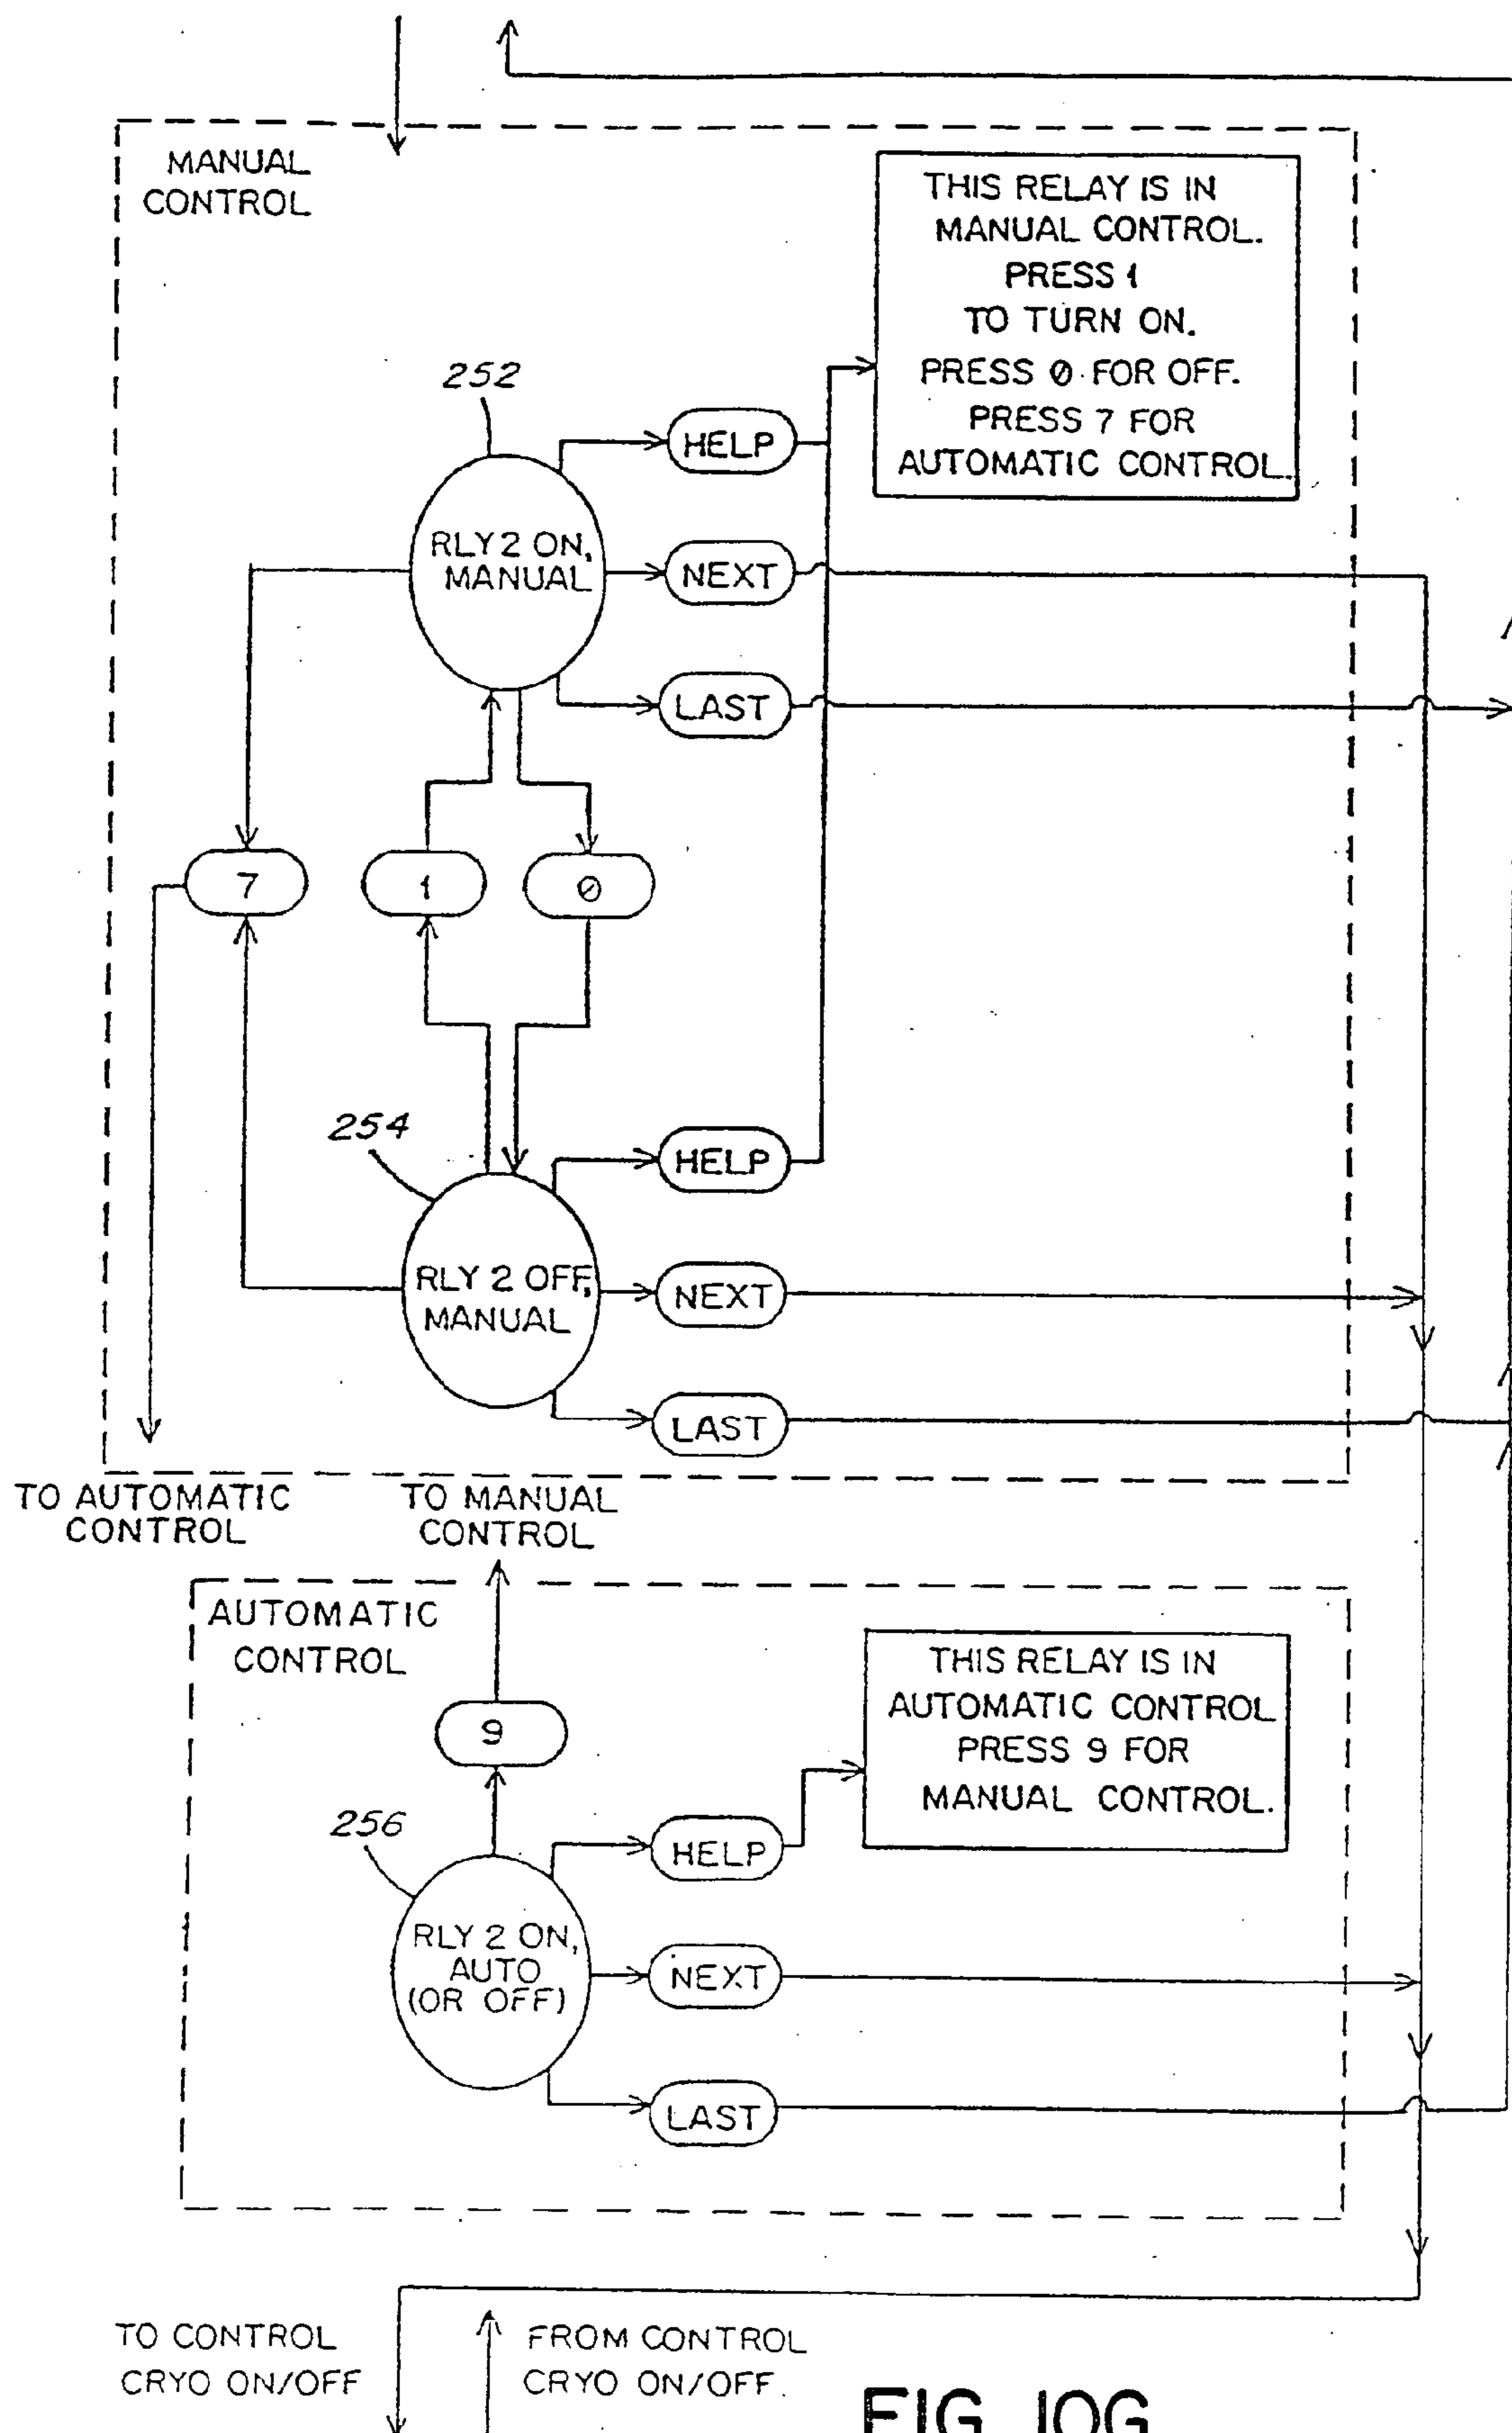 MANUAL
CONTROL
THIS RELAY IS IN
MANUAL CONTROL.
PRESS 1
TO TURN ON.
PRESS 0 FOR OFF.
PRESS 7 FOR
AUTOMATIC CONTROL.
252
HELP
RLY 2 ON,
MANUAL
NEXT
LAST
7
1
0
254
HELP
RLY 2 OFF,
MANUAL
NEXT
LAST
TO AUTOMATIC
CONTROL
TO MANUAL
CONTROL
AUTOMATIC
CONTROL
9
THIS RELAY IS IN
AUTOMATIC CONTROL
PRESS 9 FOR
MANUAL CONTROL.
256
HELP
RLY 2 ON,
AUTO
(OR OFF)
NEXT
LAST
TO CONTROL
CRYO ON/OFF
FROM CONTROL
CRYO ON/OFF.
FIG. 10G